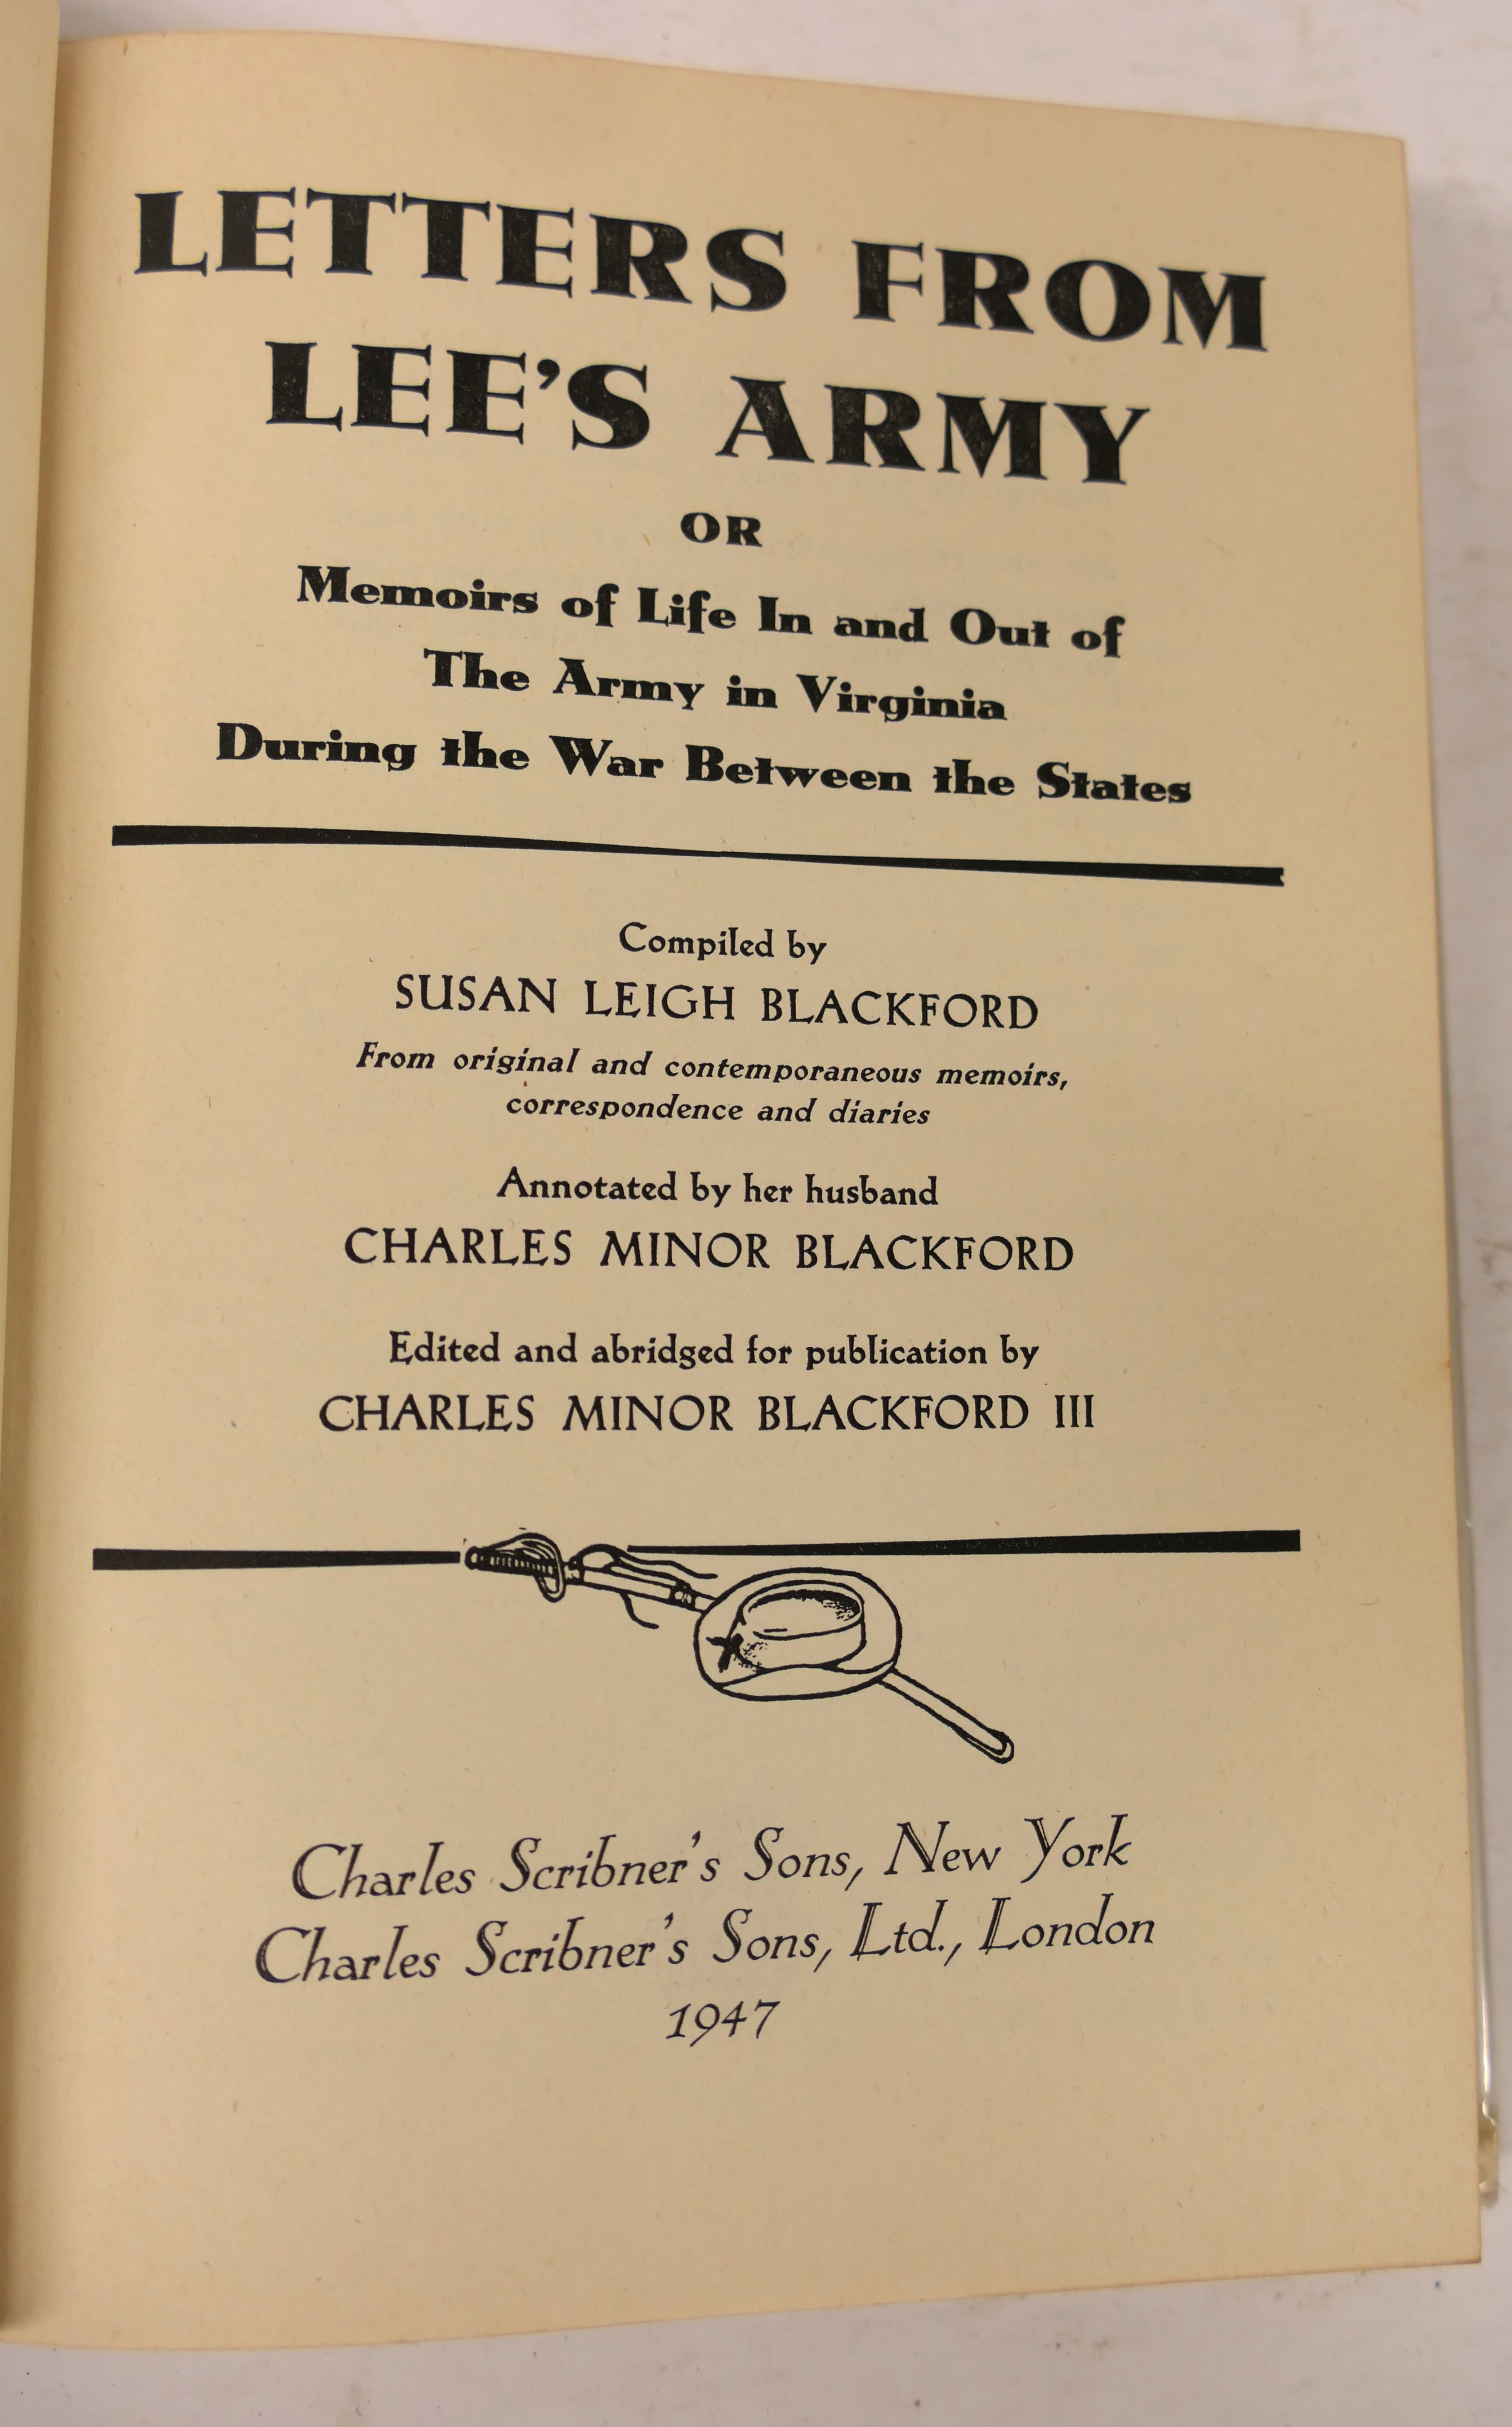 LETTERS FROM
LEE'S ARMY
OR
Memoirs of Life In and Out of
The Army in Virginia
During the War Between the States
Compiled by
SUSAN LEIGH BLACKFORD
From original and contemporaneous memoirs,
correspondence and diaries
Annotated by her husband
CHARLES MINOR BLACKFORD
Edited and abridged for publication by
CHARLES MINOR BLACKFORD III
Charles Scribner's Sons, New York
Charles Scribner's Sons, Ltd., London
1947